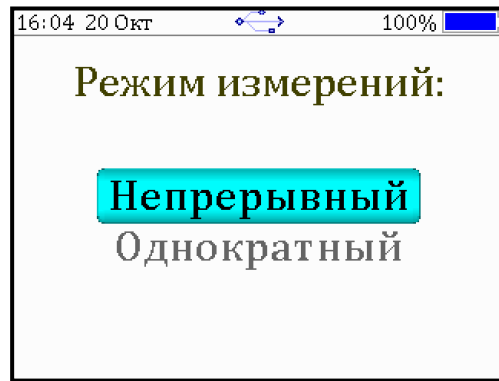 16:04 20 Окт 100%
Режим измерений:
Непрерывный
Однократный